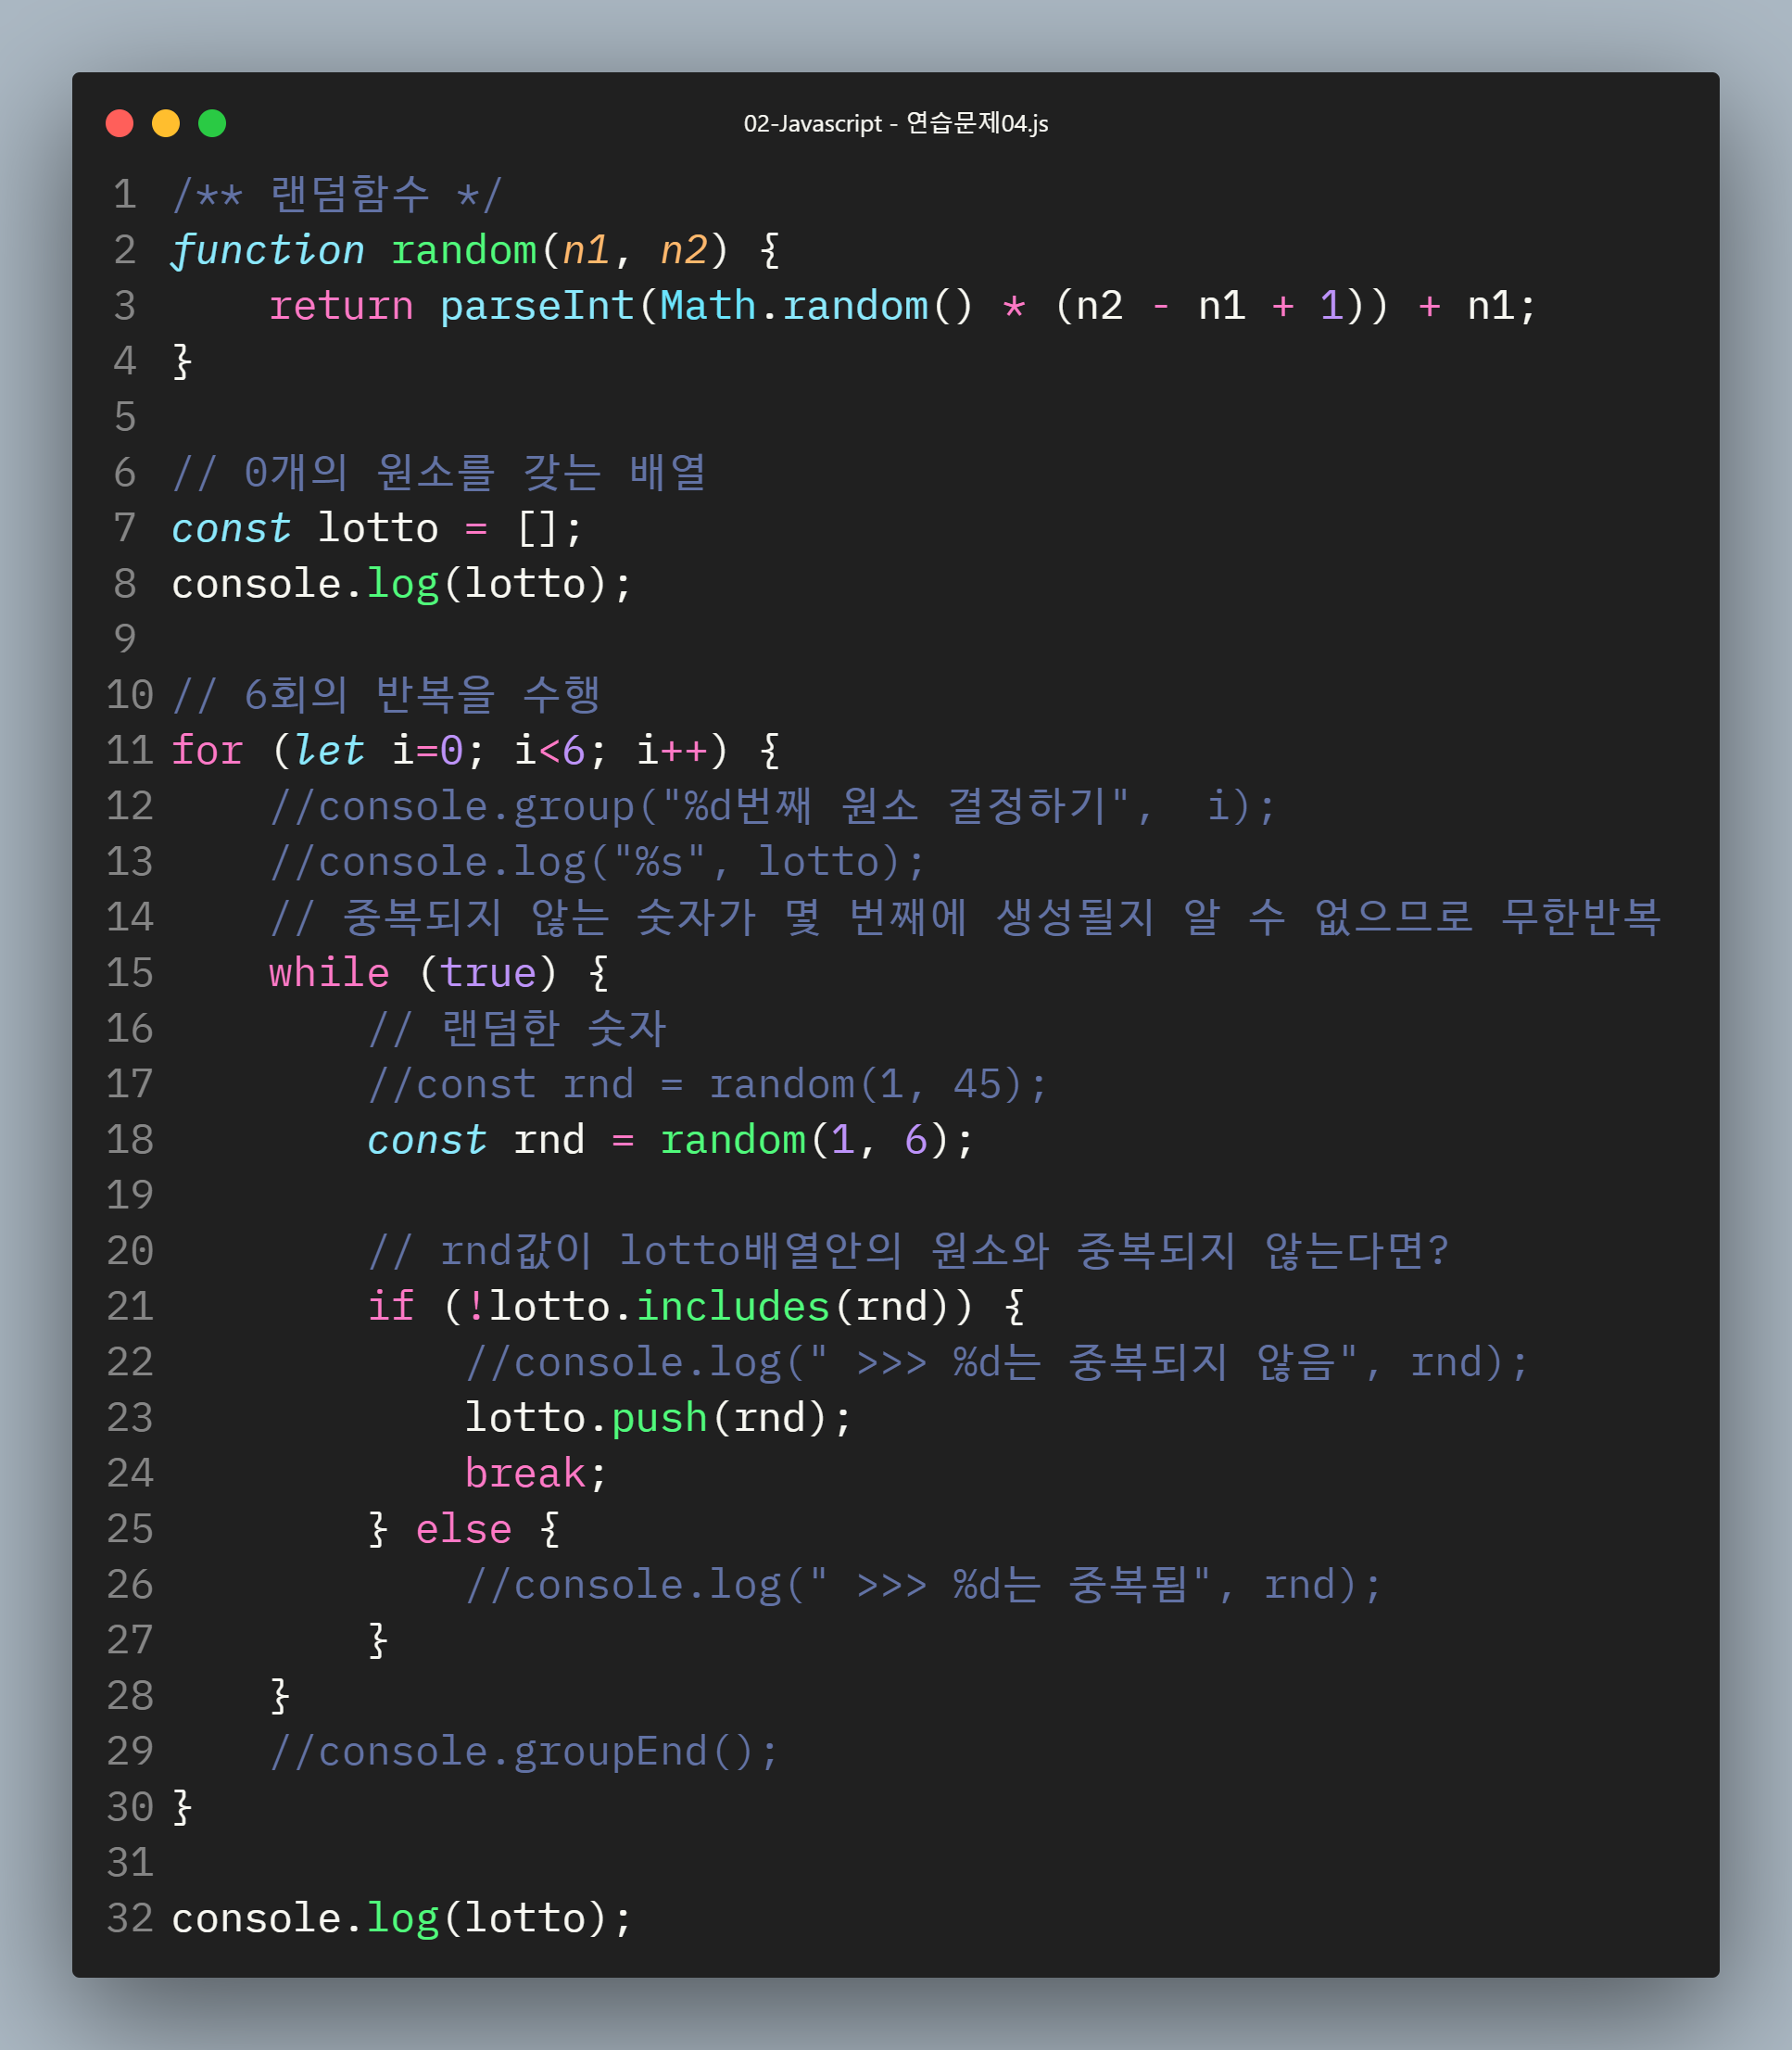 02-Javascript - 연습문제04.js
1 /** 랜덤함수 */
2 function random(n1, n2) {
3     return parseInt(Math.random() * (n2 - n1 + 1)) + n1;
4 }
5
6 // 0개의 원소를 갖는 배열
7 const lotto = [];
8 console.log(lotto);
9
10 // 6회의 반복을 수행
11 for (let i=0; i<6; i++) {
12     //console.group("%d번째 원소 결정하기",  i);
13     //console.log("%s", lotto);
14     // 중복되지 않는 숫자가 몇 번째에 생성될지 알 수 없으므로 무한반복
15     while (true) {
16         // 랜덤한 숫자
17         //const rnd = random(1, 45);
18         const rnd = random(1, 6);
19
20         // rnd값이 lotto배열안의 원소와 중복되지 않는다면?
21         if (!lotto.includes(rnd)) {
22             //console.log(" >>> %d는 중복되지 않음", rnd);
23             lotto.push(rnd);
24             break;
25         } else {
26             //console.log(" >>> %d는 중복됨", rnd);
27         }
28     }
29     //console.groupEnd();
30 }
31
32 console.log(lotto);